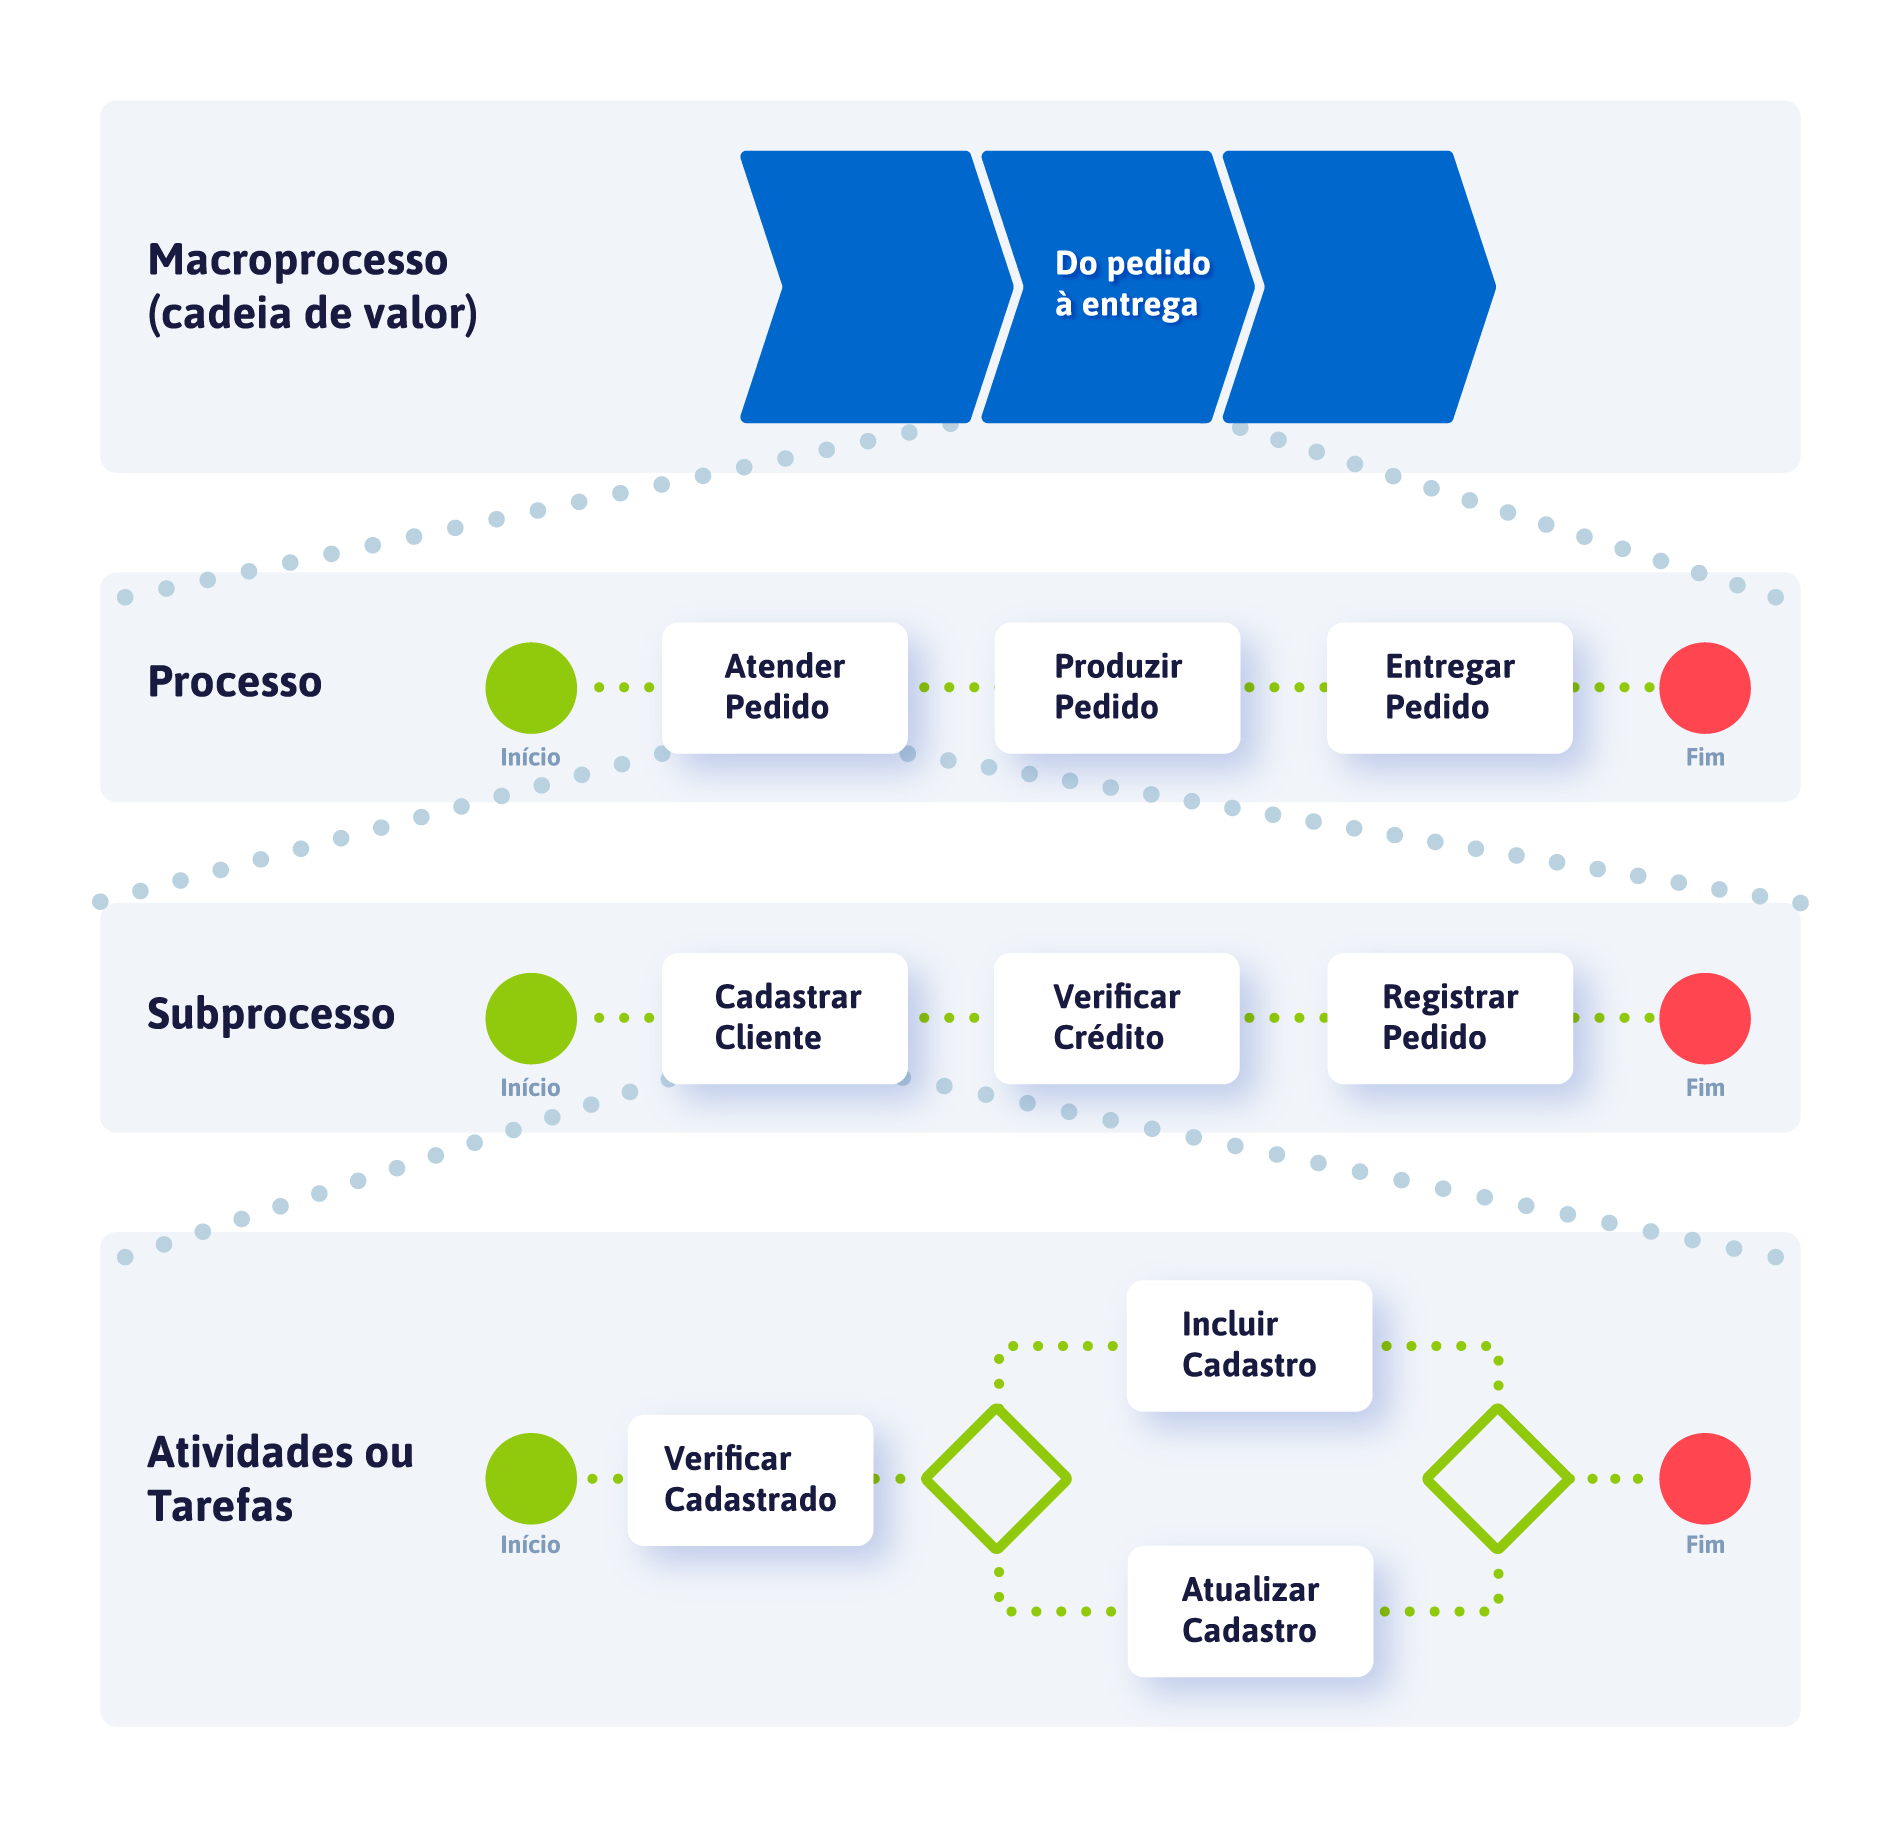 Macroprocesso
(cadeia de valor)
Do pedido
à entrega
Processo
Início
Atender
Pedido
Produzir
Pedido
Entregar
Pedido
Fim
Subprocesso
Início
Cadastrar
Cliente
Verificar
Crédito
Registrar
Pedido
Fim
Atividades ou
Tarefas
Início
Verificar
Cadastrado
Incluir
Cadastro
Atualizar
Cadastro
Fim